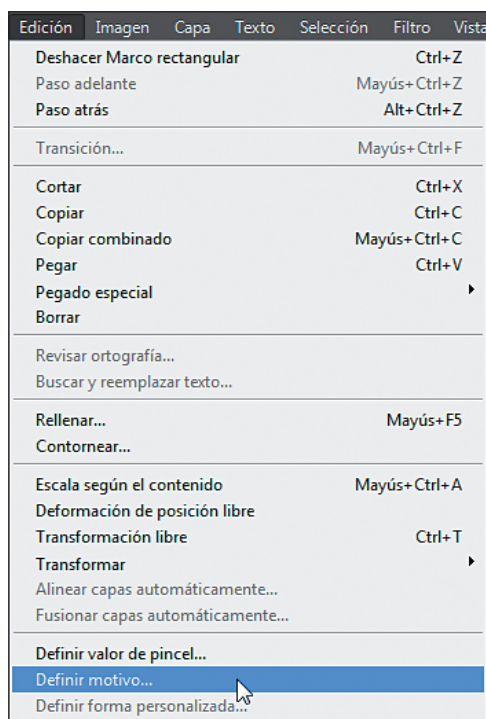 Edición Imagen Capa Texto Selección Filtro Vista
Deshacer Marco rectangular Ctrl+Z
Paso adelante Mayús+Ctrl+Z
Paso atrás Alt+Ctrl+Z
Transición... Mayús+Ctrl+F
Cortar Ctrl+X
Copiar Ctrl+C
Copiar combinado Mayús+Ctrl+C
Pegar Ctrl+V
Pegado especial
Borrar
Revisar ortografía...
Buscar y reemplazar texto...
Rellenar... Mayús+F5
Contornear...
Escala según el contenido Mayús+Ctrl+A
Deformación de posición libre
Transformación libre Ctrl+T
Transformar
Alinear capas automáticamente...
Fusionar capas automáticamente...
Definir valor de pincel...
Definir motivo...
Definir forma personalizada...